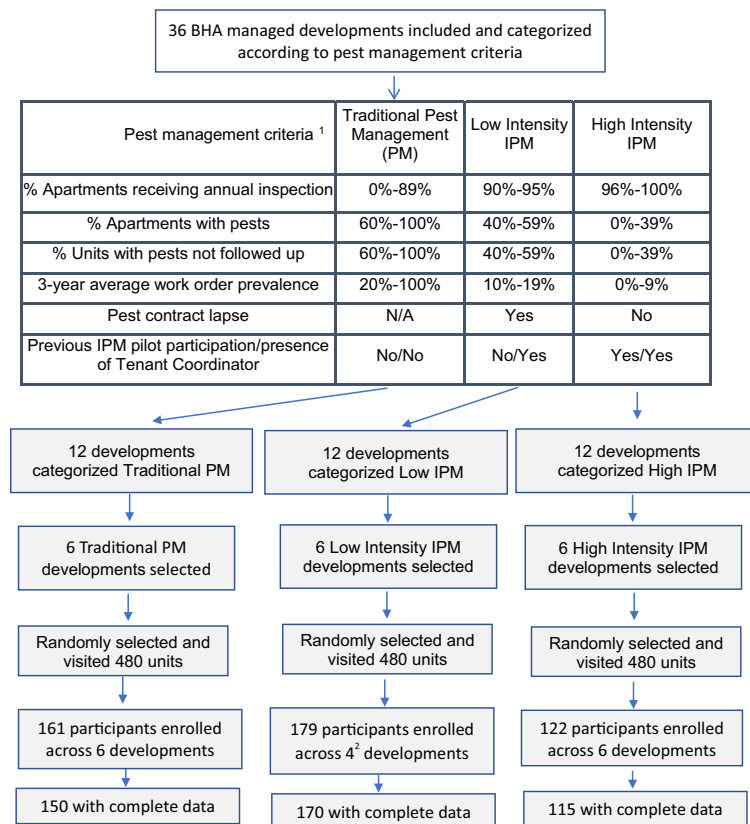 36 BHA managed developments included and categorized
according to pest management criteria
Pest management criteria ¹
Traditional Pest
Management
(PM)
Low Intensity
IPM
High Intensity
IPM
% Apartments receiving annual inspection 0%-89% 90%-95% 96%-100%
% Apartments with pests 60%-100% 40%-59% 0%-39%
% Units with pests not followed up 60%-100% 40%-59% 0%-39%
3-year average work order prevalence 20%-100% 10%-19% 0%-9%
Pest contract lapse N/A Yes No
Previous IPM pilot participation/presence
of Tenant Coordinator
No/No No/Yes Yes/Yes
12 developments
categorized Traditional PM
12 developments
categorized Low IPM
12 developments
categorized High IPM
6 Traditional PM
developments selected
6 Low Intensity IPM
developments selected
6 High Intensity IPM
developments selected
Randomly selected and
visited 480 units
Randomly selected and
visited 480 units
Randomly selected and
visited 480 units
161 participants enrolled
across 6 developments
179 participants enrolled
across 4² developments
122 participants enrolled
across 6 developments
150 with complete data
170 with complete data
115 with complete data